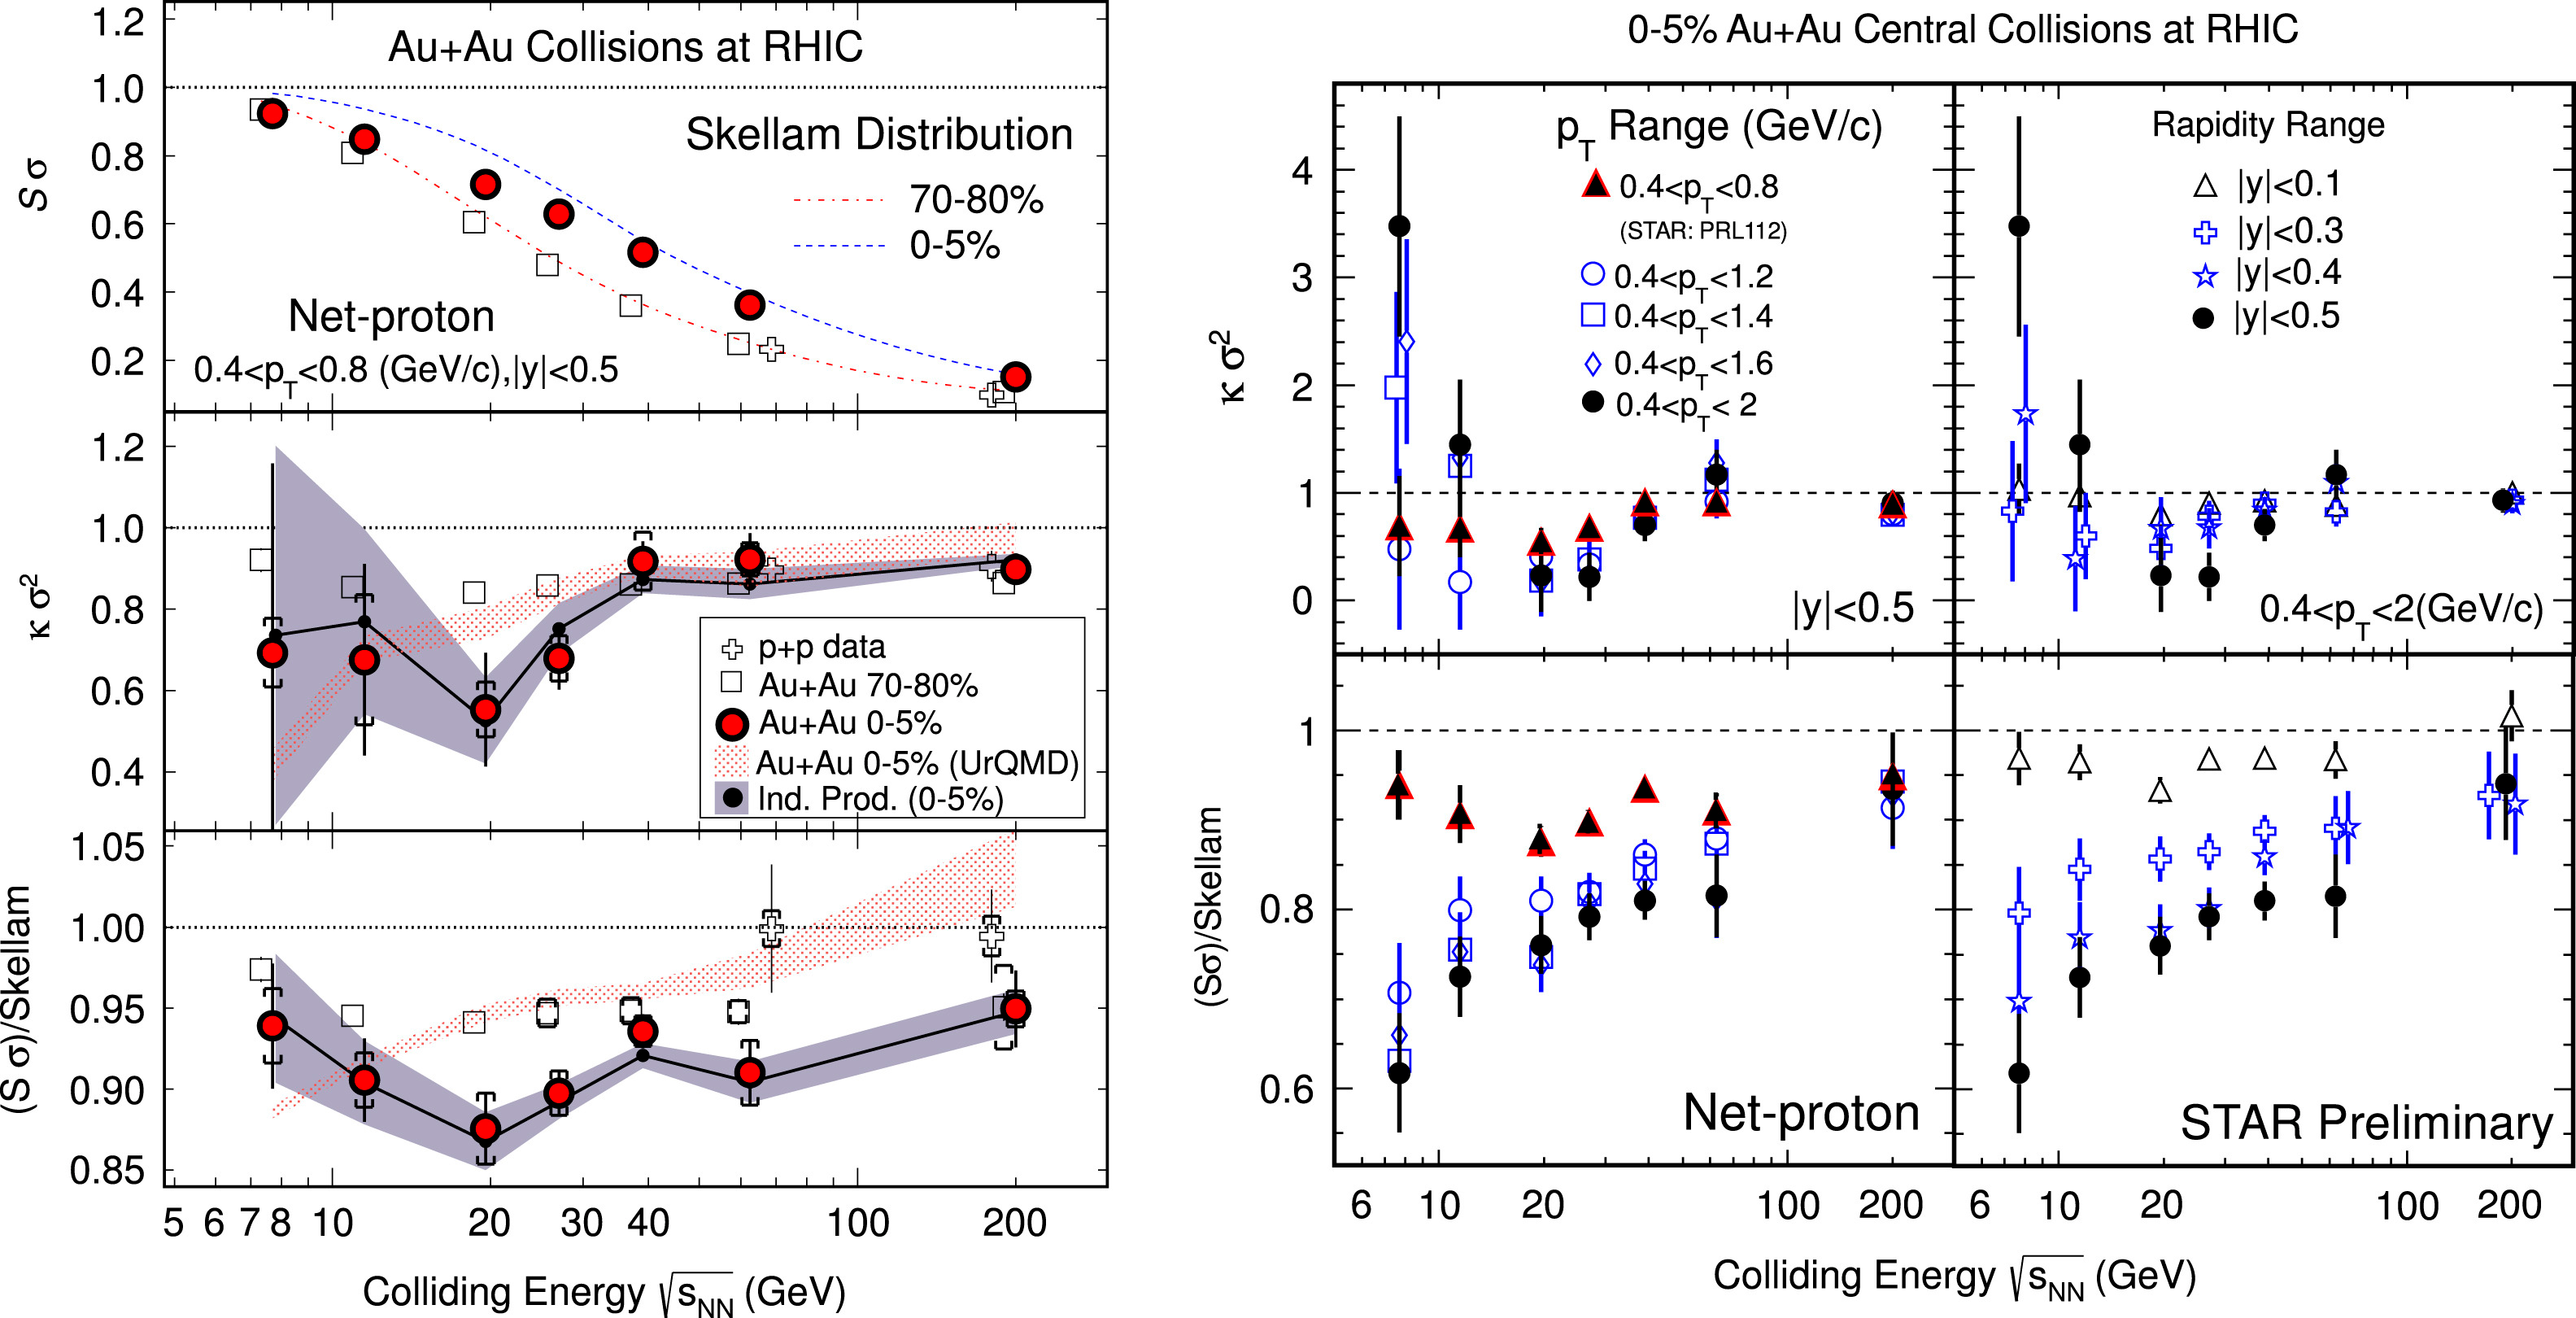 Au+Au Collisions at RHIC
1.2
1.0
0.8
0.6
0.4
0.2
S σ
Skellam Distribution
70-80%
0-5%
Net-proton
0.4<pT<0.8 (GeV/c),|y|<0.5
1.2
1.0
0.8
0.6
0.4
κ σ2
p+p data
Au+Au 70-80%
Au+Au 0-5%
Au+Au 0-5% (UrQMD)
Ind. Prod. (0-5%)
1.05
1.00
0.95
0.90
0.85
(S σ)/Skellam
5 6 7 8 10 20 30 40 100 200
Colliding Energy √sNN (GeV)
0-5% Au+Au Central Collisions at RHIC
4
3
2
1
0
κ σ2
pT Range (GeV/c)
0.4<pT<0.8
(STAR: PRL112)
0.4<pT<1.2
0.4<pT<1.4
0.4<pT<1.6
0.4<pT< 2
|y|<0.5
Rapidity Range
|y|<0.1
|y|<0.3
|y|<0.4
|y|<0.5
0.4<pT<2(GeV/c)
1
0.8
0.6
(Sσ)/Skellam
Net-proton
STAR Preliminary
6 10 20 100 200 6 10 20 100 200
Colliding Energy √sNN (GeV)